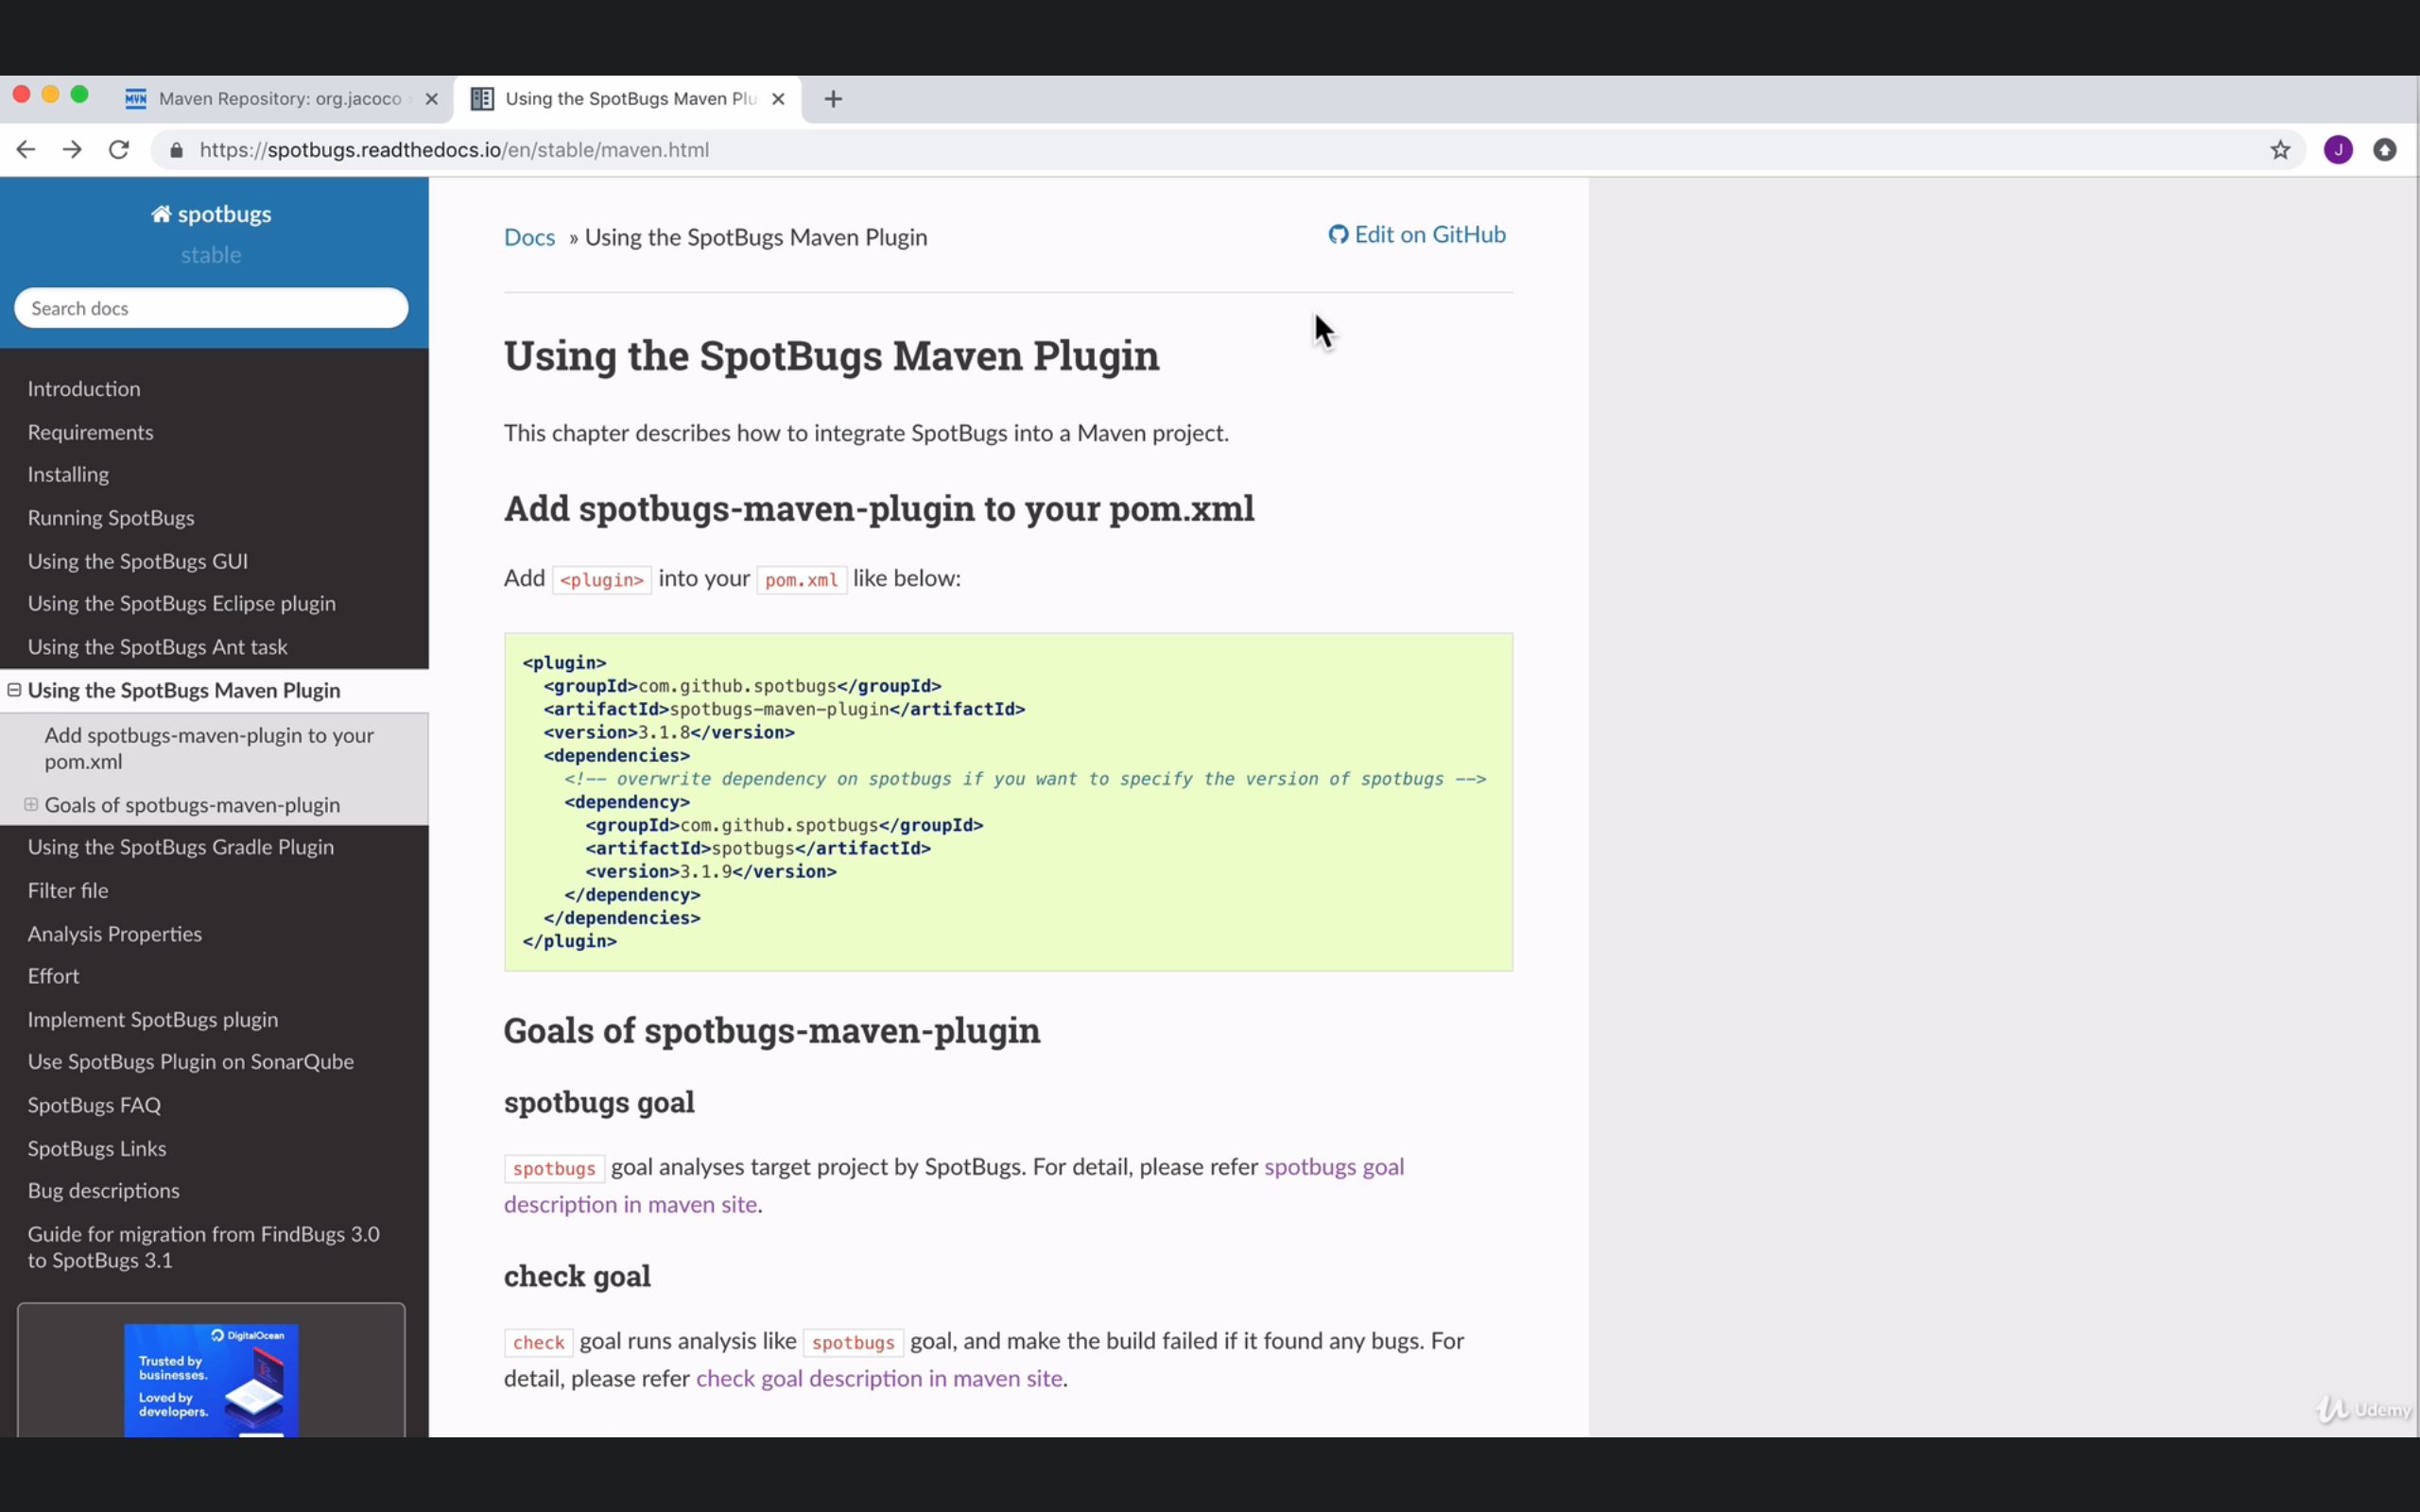 Maven Repository: org.jacoco
Using the SpotBugs Maven Plu
https://spotbugs.readthedocs.io/en/stable/maven.html
J
spotbugs
stable
Search docs
Introduction
Requirements
Installing
Running SpotBugs
Using the SpotBugs GUI
Using the SpotBugs Eclipse plugin
Using the SpotBugs Ant task
Using the SpotBugs Maven Plugin
Add spotbugs-maven-plugin to your
pom.xml
Goals of spotbugs-maven-plugin
Using the SpotBugs Gradle Plugin
Filter file
Analysis Properties
Effort
Implement SpotBugs plugin
Use SpotBugs Plugin on SonarQube
SpotBugs FAQ
SpotBugs Links
Bug descriptions
Guide for migration from FindBugs 3.0
to SpotBugs 3.1
DigitalOcean
Trusted by
businesses.
Loved by
developers.
Docs » Using the SpotBugs Maven Plugin
Edit on GitHub
Using the SpotBugs Maven Plugin
This chapter describes how to integrate SpotBugs into a Maven project.
Add spotbugs-maven-plugin to your pom.xml
Add <plugin> into your pom.xml like below:
<plugin>
<groupId>com.github.spotbugs</groupId>
<artifactId>spotbugs-maven-plugin</artifactId>
<version>3.1.8</version>
<dependencies>
<!-- overwrite dependency on spotbugs if you want to specify the version of spotbugs -->
<dependency>
<groupId>com.github.spotbugs</groupId>
<artifactId>spotbugs</artifactId>
<version>3.1.9</version>
</dependency>
</dependencies>
</plugin>
Goals of spotbugs-maven-plugin
spotbugs goal
spotbugs goal analyses target project by SpotBugs. For detail, please refer spotbugs goal
description in maven site.
check goal
check goal runs analysis like spotbugs goal, and make the build failed if it found any bugs. For
detail, please refer check goal description in maven site.
Udemy